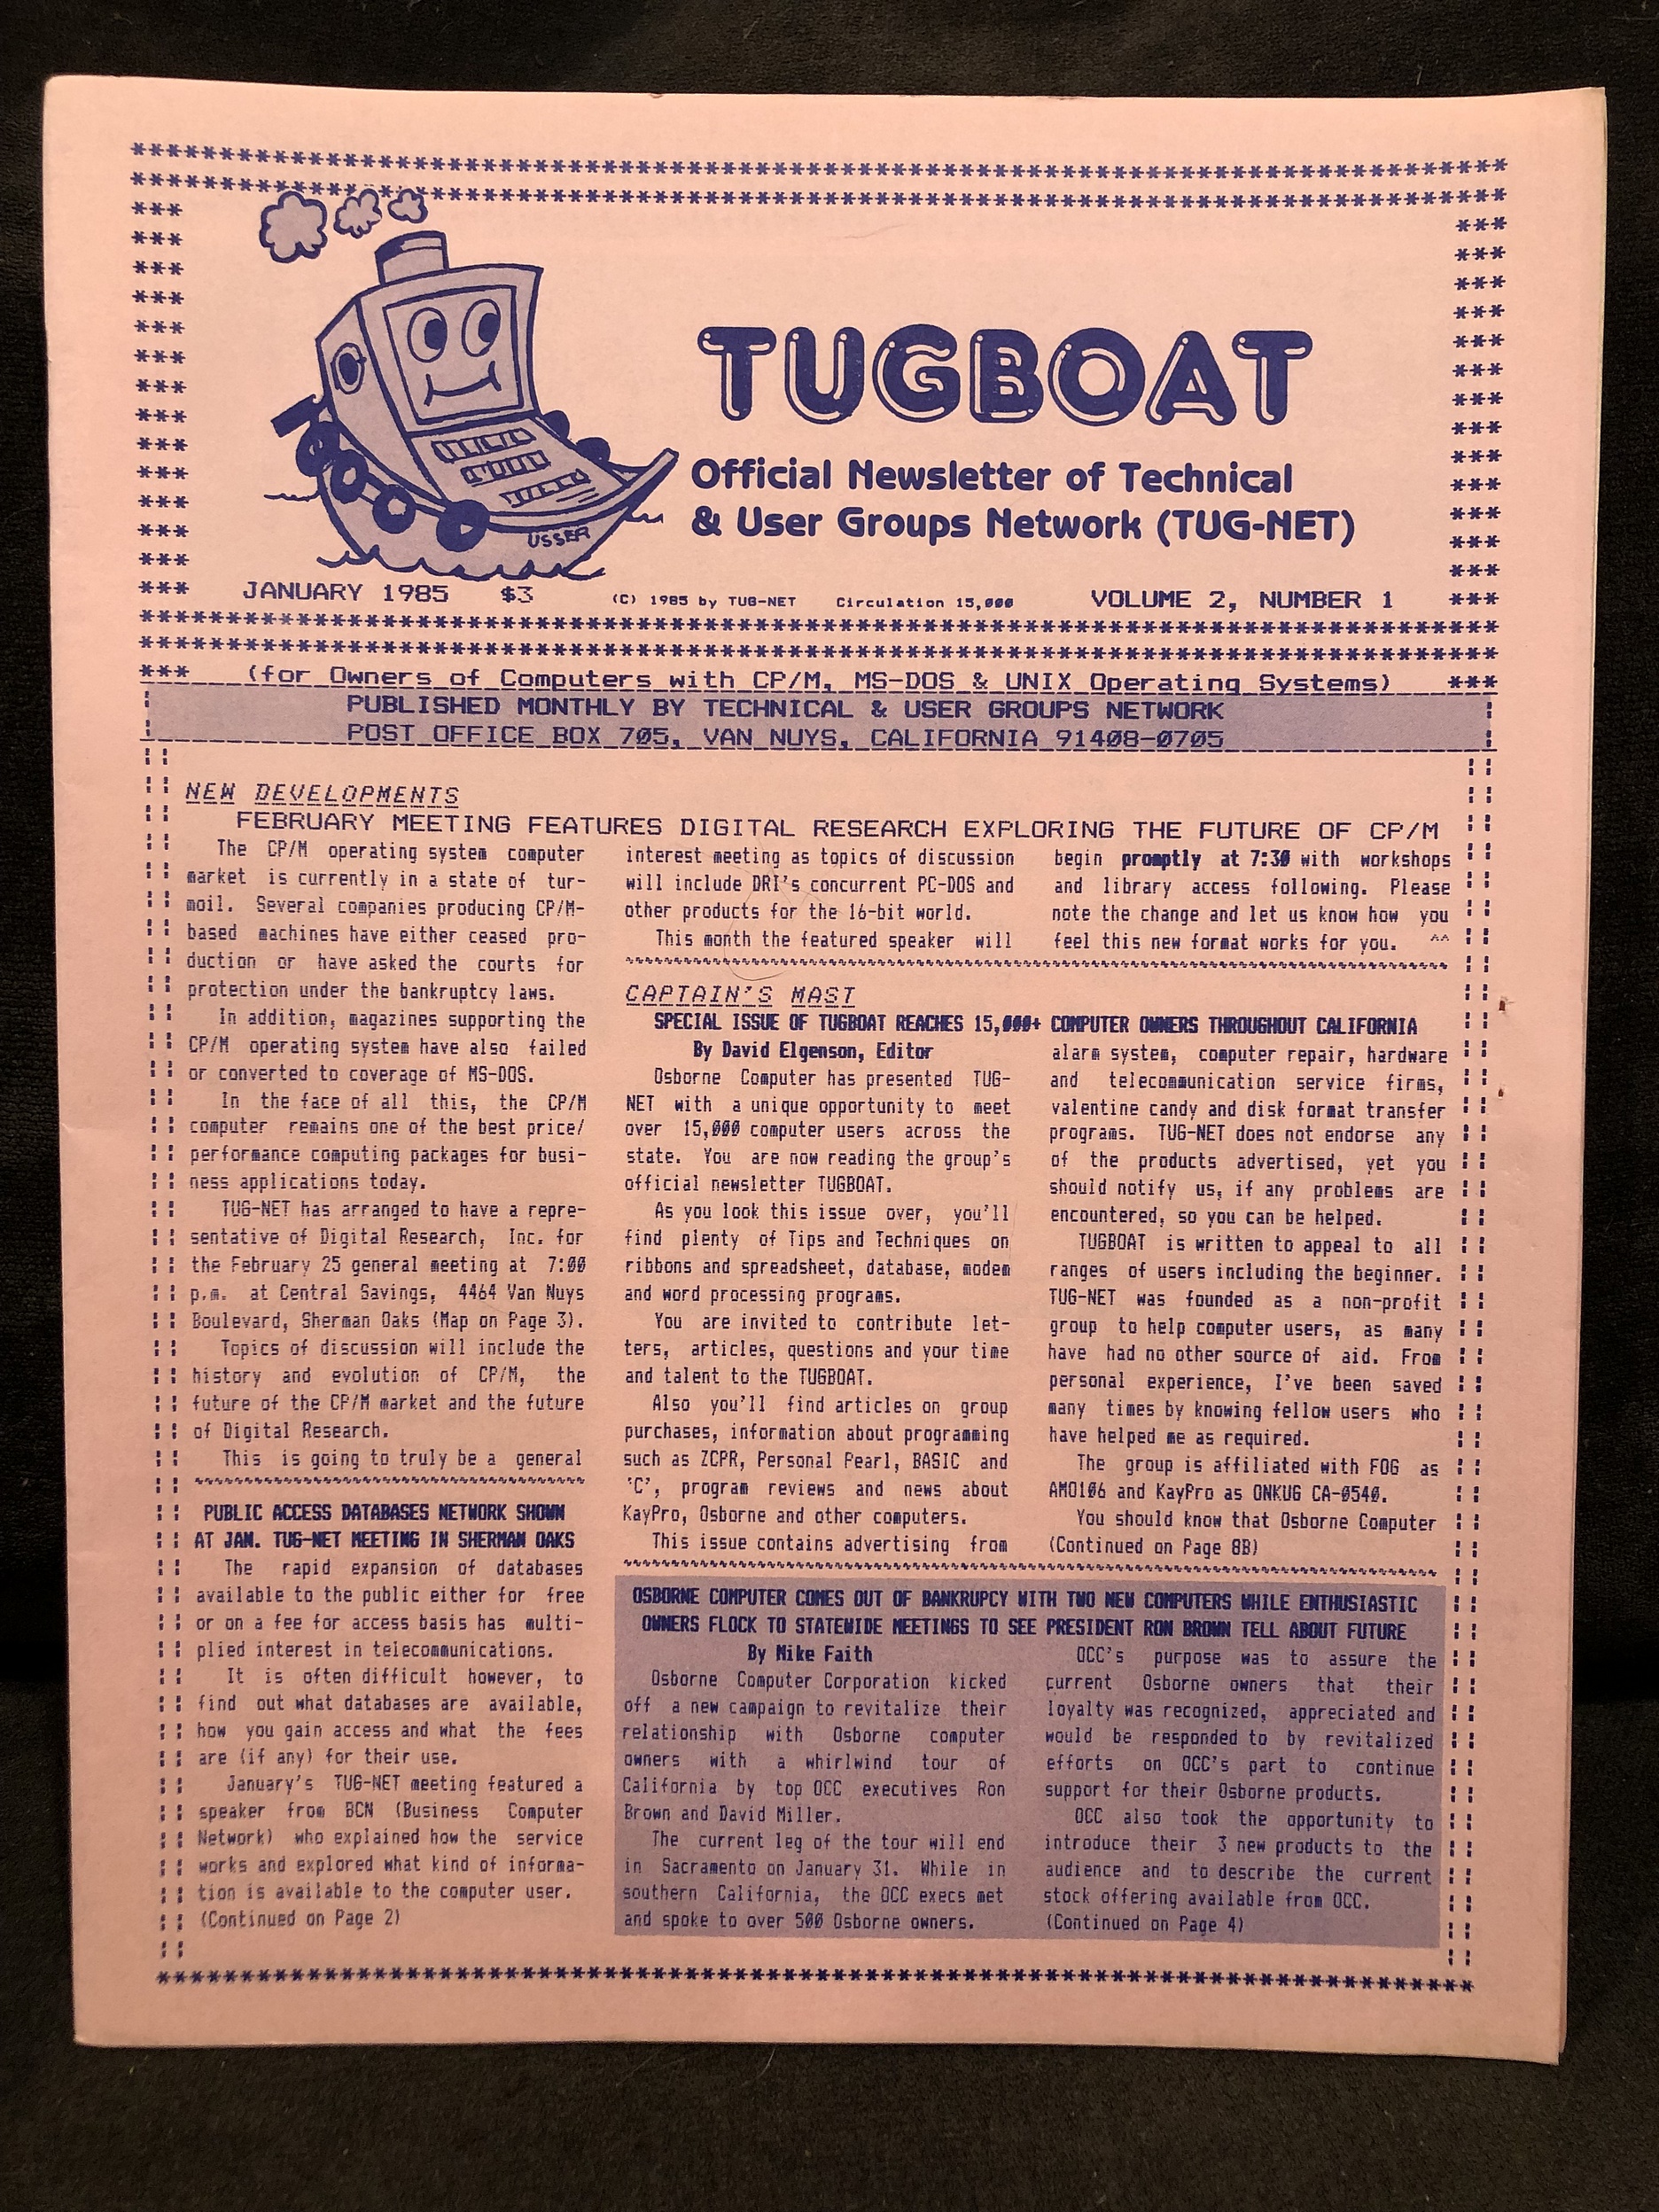 TUGBOAT
Official Newsletter of Technical
& User Groups Network (TUG-NET)
USSER
JANUARY 1985 $3 (C) 1985 by TUG-NET Circulation 15,000 VOLUME 2, NUMBER 1
(for Owners of Computers with CP/M, MS-DOS & UNIX Operating Systems)
PUBLISHED MONTHLY BY TECHNICAL & USER GROUPS NETWORK
POST OFFICE BOX 705, VAN NUYS, CALIFORNIA 91408-0705
NEW DEVELOPMENTS
FEBRUARY MEETING FEATURES DIGITAL RESEARCH EXPLORING THE FUTURE OF CP/M
The CP/M operating system computer
market is currently in a state of tur-
moil. Several companies producing CP/M-
based machines have either ceased pro-
duction or have asked the courts for
protection under the bankruptcy laws.
In addition, magazines supporting the
CP/M operating system have also failed
or converted to coverage of MS-DOS.
In the face of all this, the CP/M
computer remains one of the best price/
performance computing packages for busi-
ness applications today.
TUG-NET has arranged to have a repre-
sentative of Digital Research, Inc. for
the February 25 general meeting at 7:00
p.m. at Central Savings, 4464 Van Nuys
Boulevard, Sherman Oaks (Map on Page 3).
Topics of discussion will include the
history and evolution of CP/M, the
future of the CP/M market and the future
of Digital Research.
This is going to truly be a general
interest meeting as topics of discussion
will include DRI's concurrent PC-DOS and
other products for the 16-bit world.
This month the featured speaker will
begin promptly at 7:30 with workshops
and library access following. Please
note the change and let us know how you
feel this new format works for you. ^^
PUBLIC ACCESS DATABASES NETWORK SHOWN
AT JAN. TUG-NET MEETING IN SHERMAN OAKS
The rapid expansion of databases
available to the public either for free
or on a fee for access basis has multi-
plied interest in telecommunications.
It is often difficult however, to
find out what databases are available,
how you gain access and what the fees
are (if any) for their use.
January's TUG-NET meeting featured a
speaker from BCN (Business Computer
Network) who explained how the service
works and explored what kind of informa-
tion is available to the computer user.
(Continued on Page 2)
CAPTAIN'S MAST
SPECIAL ISSUE OF TUGBOAT REACHES 15,000+ COMPUTER OWNERS THROUGHOUT CALIFORNIA
By David Elgenson, Editor
Osborne Computer has presented TUG-
NET with a unique opportunity to meet
over 15,000 computer users across the
state. You are now reading the group's
official newsletter TUGBOAT.
As you look this issue over, you'll
find plenty of Tips and Techniques on
ribbons and spreadsheet, database, modem
and word processing programs.
You are invited to contribute let-
ters, articles, questions and your time
and talent to the TUGBOAT.
Also you'll find articles on group
purchases, information about programming
such as ZCPR, Personal Pearl, BASIC and
'C', program reviews and news about
KayPro, Osborne and other computers.
This issue contains advertising from
alarm system, computer repair, hardware
and telecommunication service firms,
valentine candy and disk format transfer
programs. TUG-NET does not endorse any
of the products advertised, yet you
should notify us, if any problems are
encountered, so you can be helped.
TUGBOAT is written to appeal to all
ranges of users including the beginner.
TUG-NET was founded as a non-profit
group to help computer users, as many
have had no other source of aid. From
personal experience, I've been saved
many times by knowing fellow users who
have helped me as required.
The group is affiliated with FOG as
AMO106 and KayPro as ONKUG CA-0540.
You should know that Osborne Computer
(Continued on Page 8B)
OSBORNE COMPUTER COMES OUT OF BANKRUPCY WITH TWO NEW COMPUTERS WHILE ENTHUSIASTIC
OWNERS FLOCK TO STATEWIDE MEETINGS TO SEE PRESIDENT RON BROWN TELL ABOUT FUTURE
By Mike Faith
Osborne Computer Corporation kicked
off a new campaign to revitalize their
relationship with Osborne computer
owners with a whirlwind tour of
California by top OCC executives Ron
Brown and David Miller.
The current leg of the tour will end
in Sacramento on January 31. While in
southern California, the OCC execs met
and spoke to over 500 Osborne owners.
OCC's purpose was to assure the
current Osborne owners that their
loyalty was recognized, appreciated and
would be responded to by revitalized
efforts on OCC's part to continue
support for their Osborne products.
OCC also took the opportunity to
introduce their 3 new products to the
audience and to describe the current
stock offering available from OCC.
(Continued on Page 4)